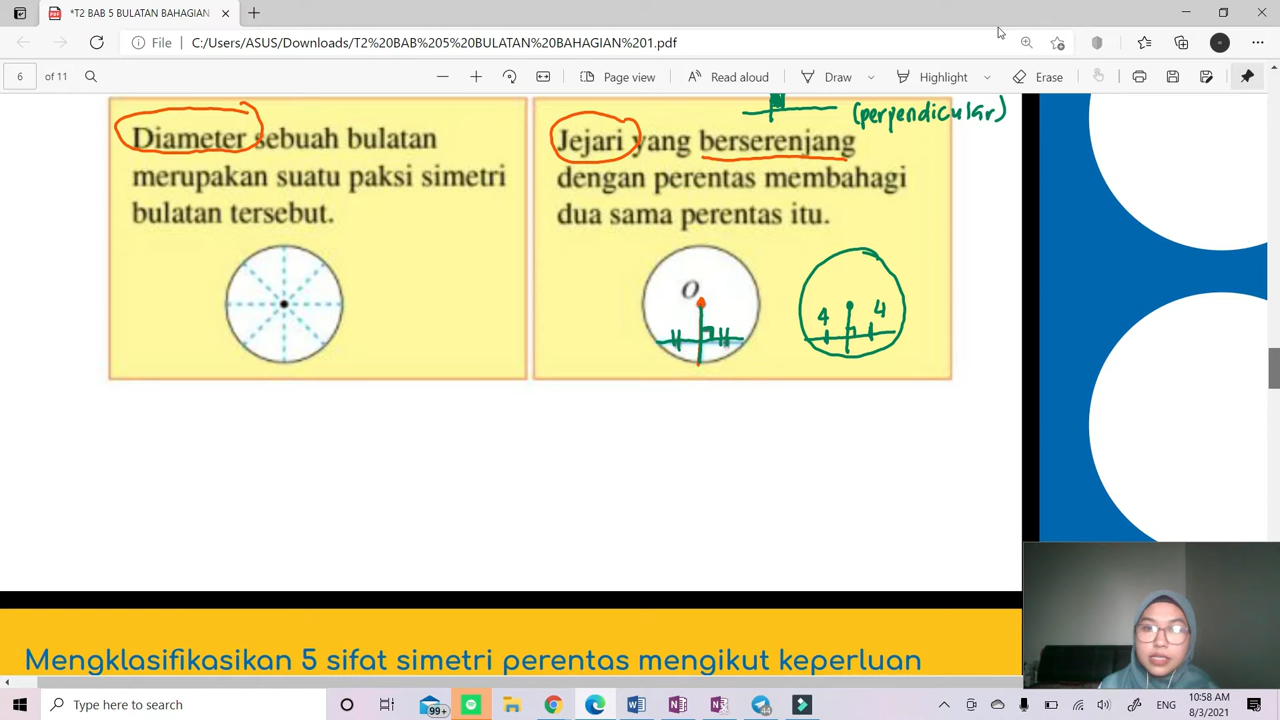 *T2 BAB 5 BULATAN BAHAGIAN
File C:/Users/ASUS/Downloads/T2%20BAB%205%20BULATAN%20BAHAGIAN%201.pdf
6 of 11 Page view Read aloud Draw Highlight Erase
(perpendicular)
Diameter sebuah bulatan
merupakan suatu paksi simetri
bulatan tersebut.
Jejari yang berserenjang
dengan perentas membahagi
dua sama perentas itu.
O
4 4
Mengklasifikasikan 5 sifat simetri perentas mengikut keperluan
Type here to search
99+
44
ENG
10:58 AM
8/3/2021